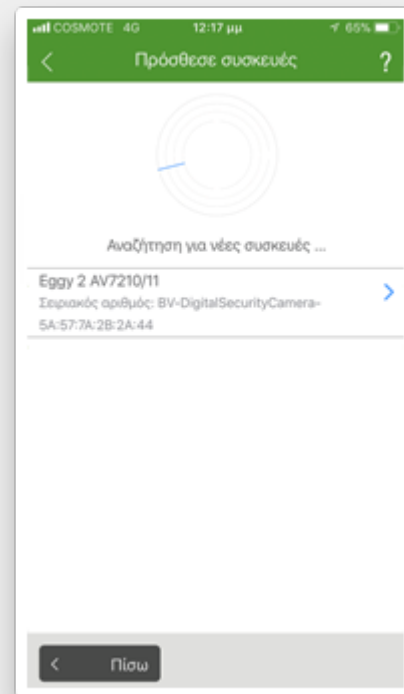 COSMOTE 4G 12:17 μμ 65%
Πρόσθεσε συσκευές ?
Αναζήτηση για νέες συσκευές ...
Eggy 2 AV7210/11
Σειριακός αριθμός: BV-DigitalSecurityCamera-
5A:57:7A:2B:2A:44
Πίσω